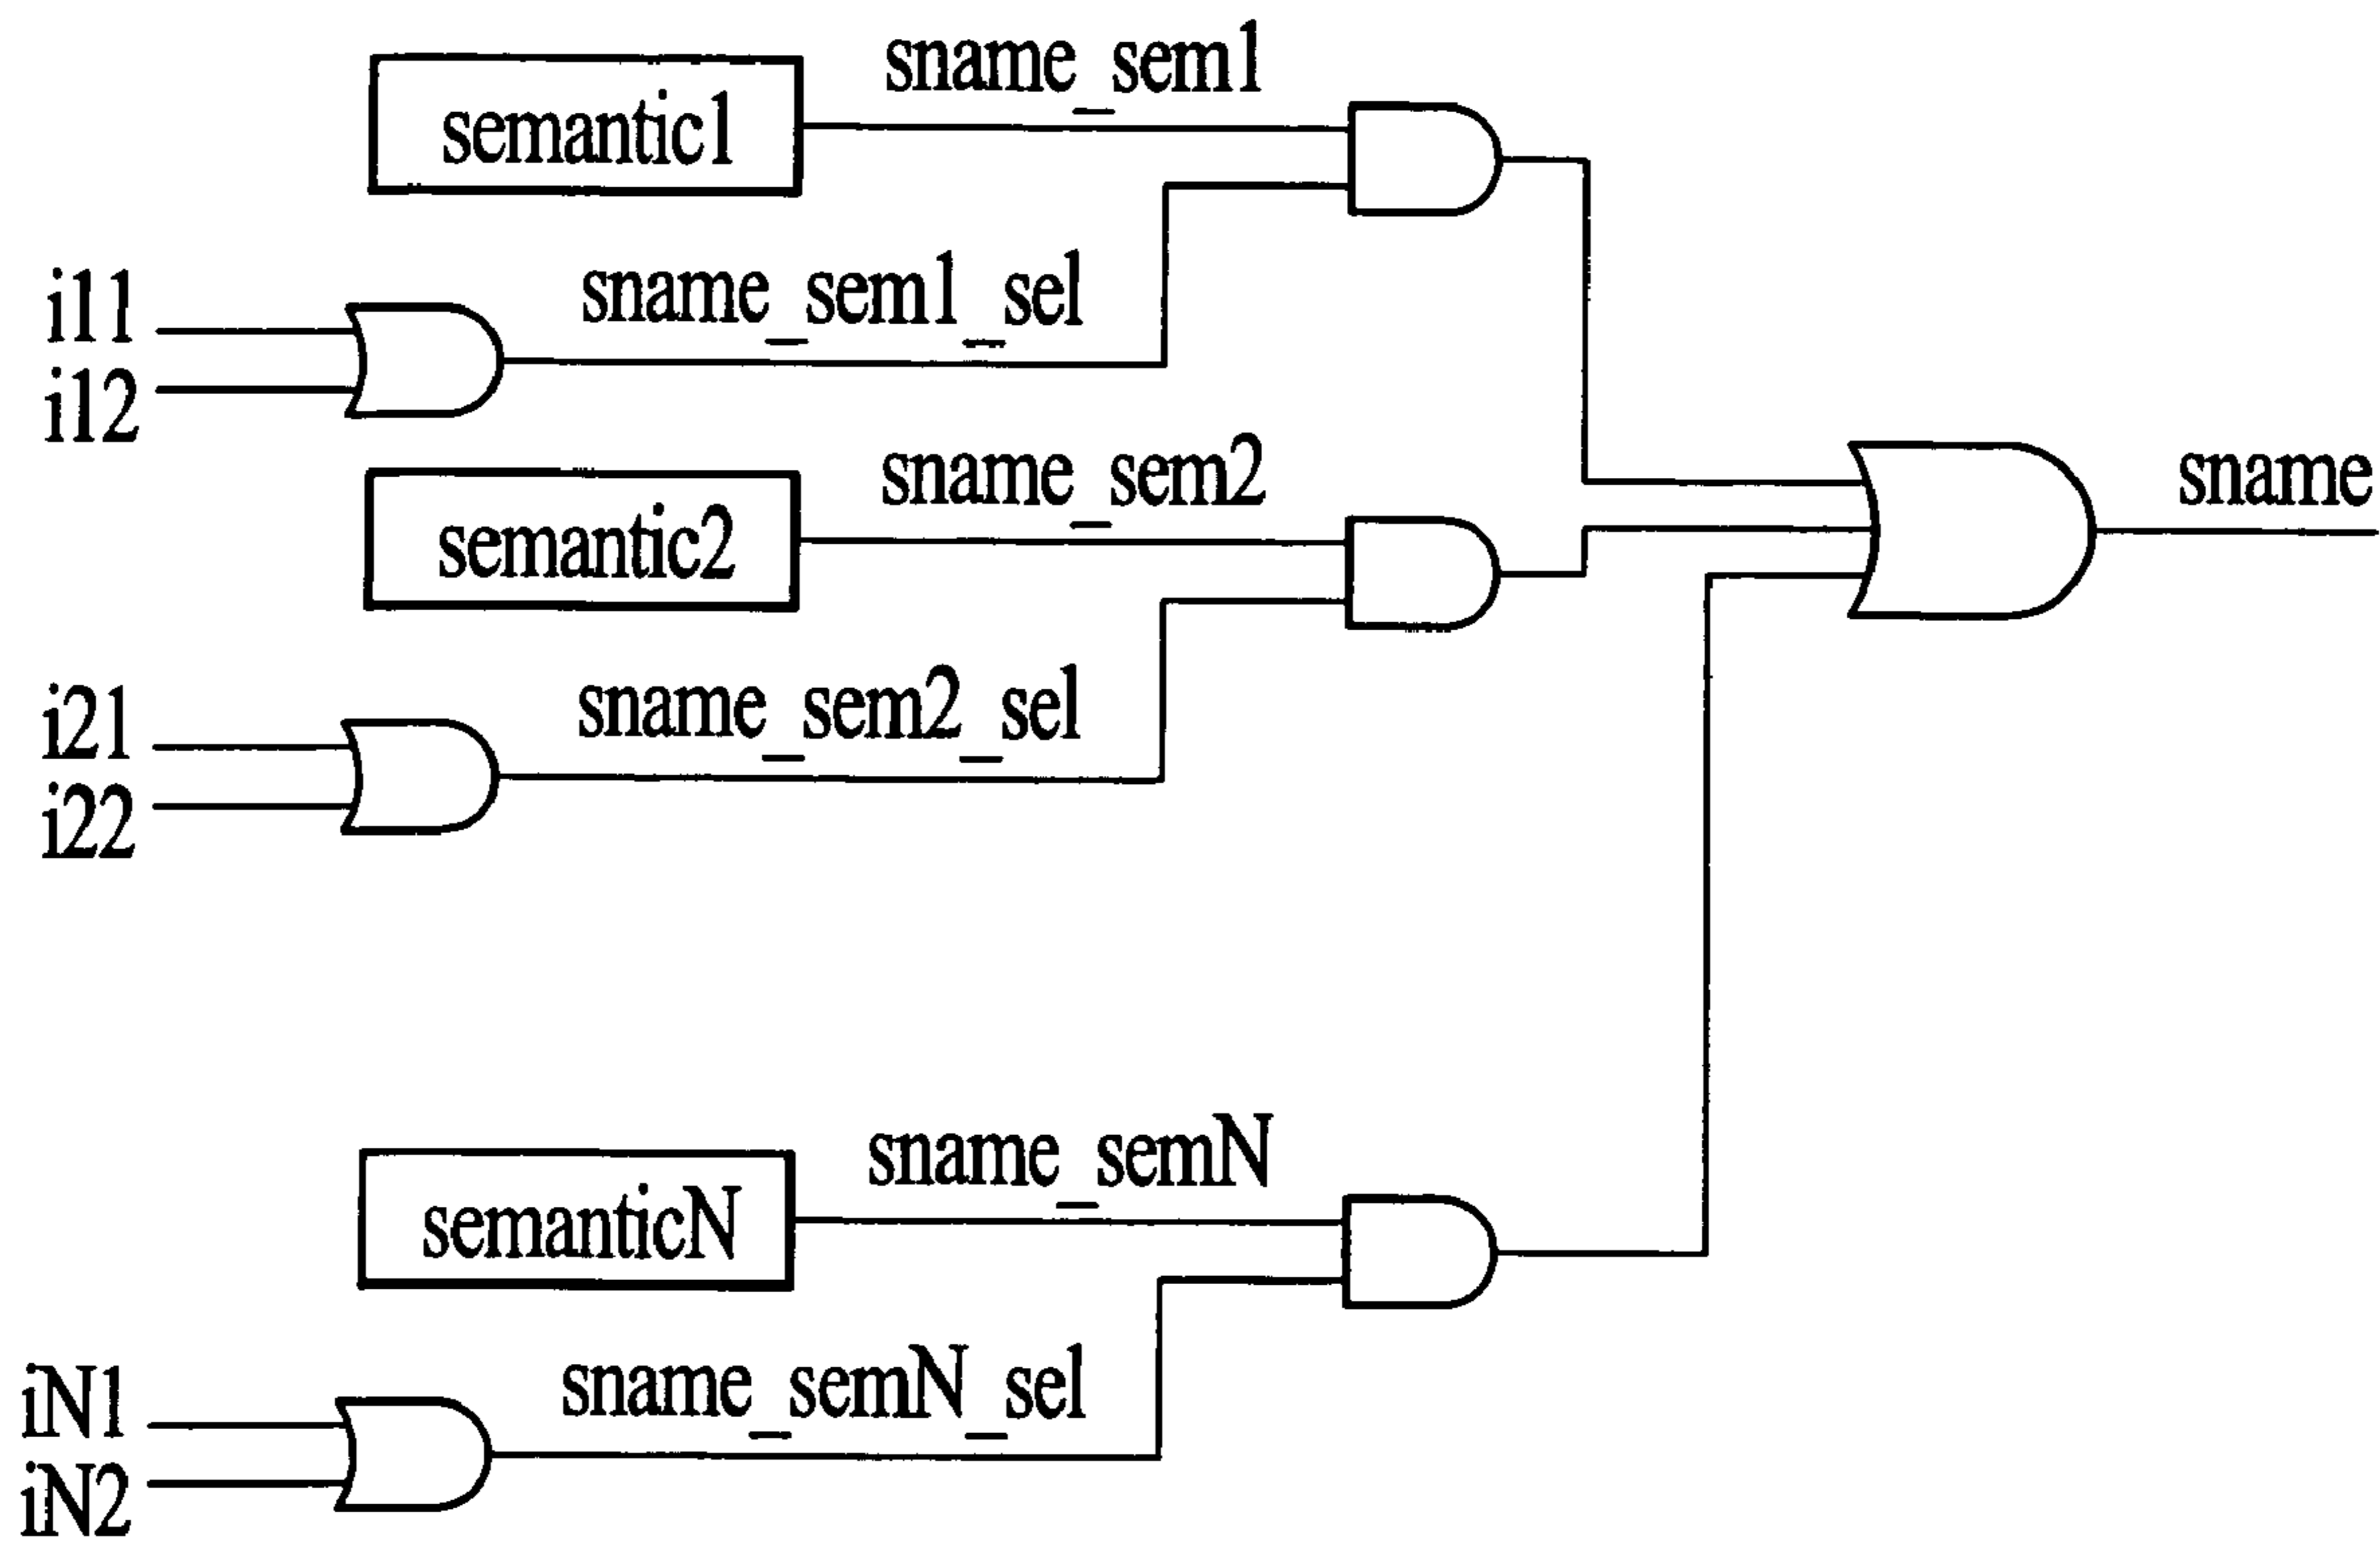 sname_sem1
semantic1
i11
sname_sem1_sel
i12
sname_sem2
sname
semantic2
i21
sname_sem2_sel
i22
sname_semN
semanticN
iN1
sname_semN_sel
iN2